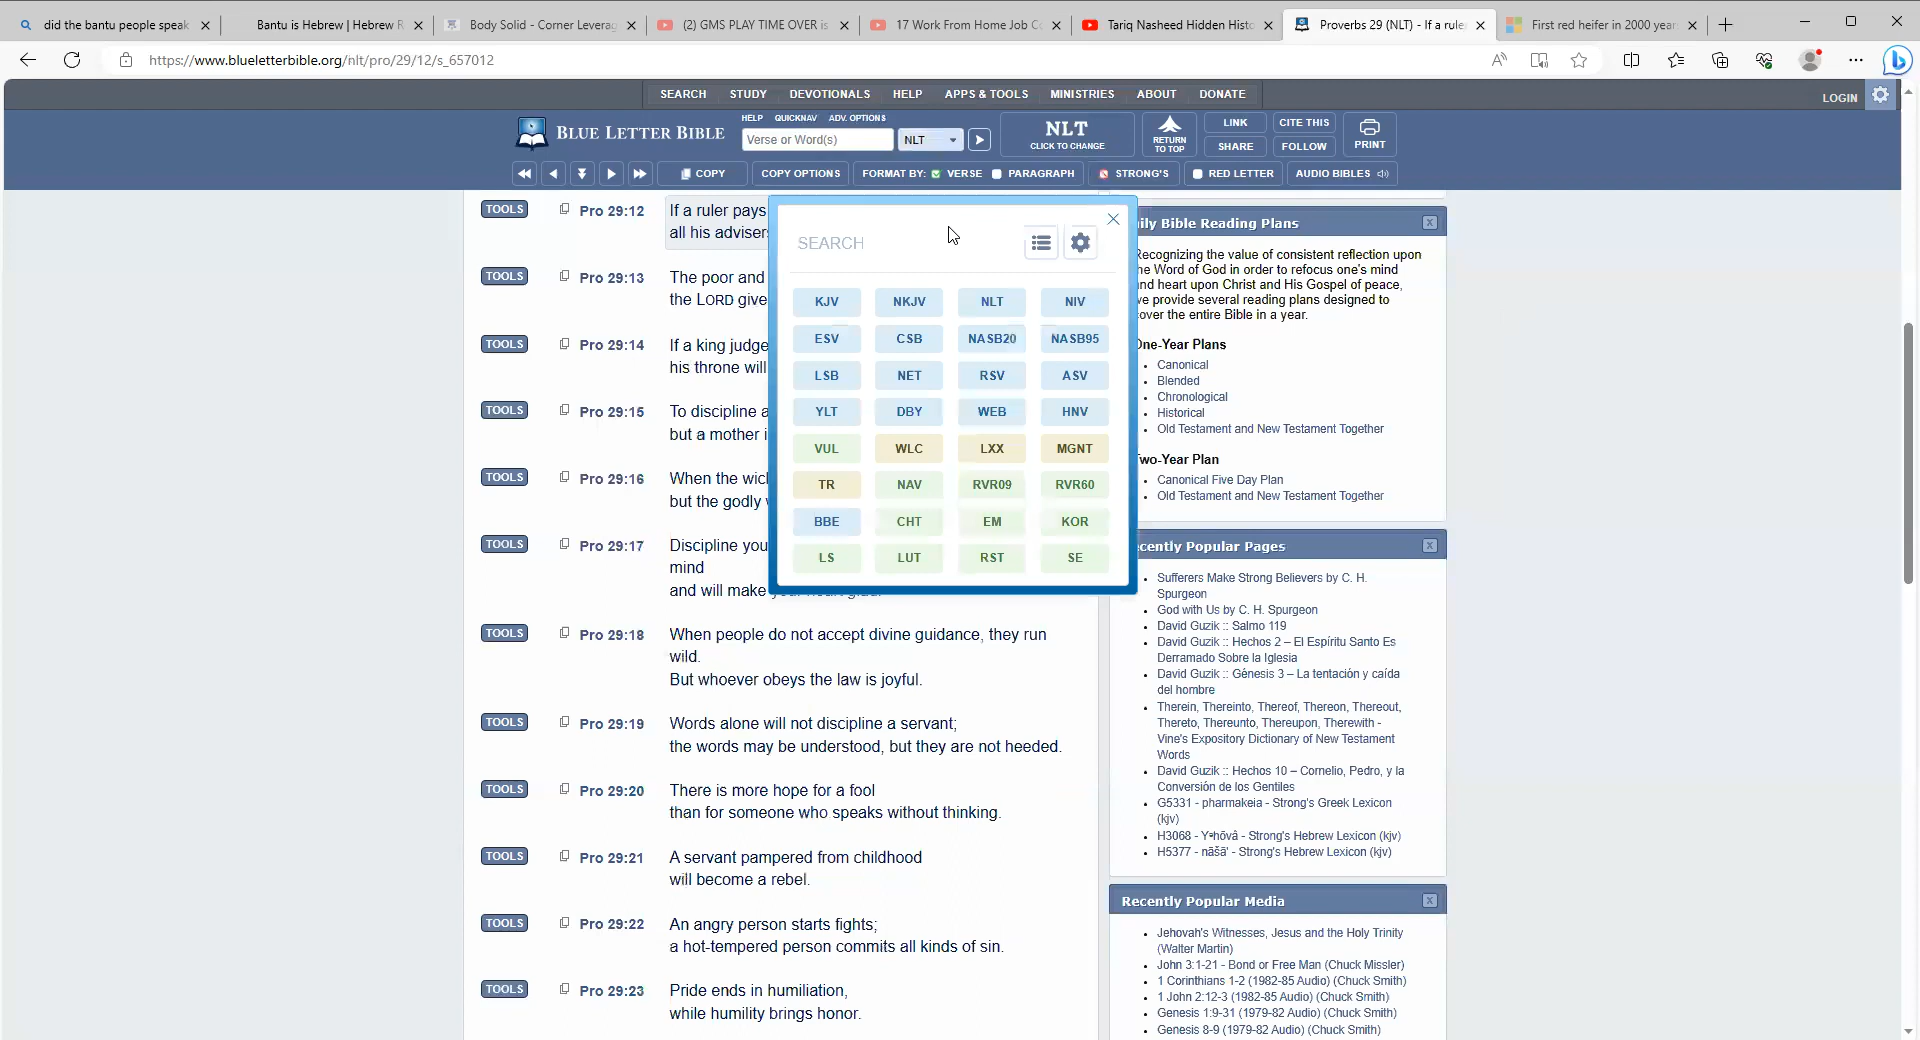 did the bantu people speak
Bantu is Hebrew | Hebrew R
Body Solid - Corner Leverag
(2) GMS PLAY TIME OVER is
17 Work From Home Job Co
Tariq Nasheed Hidden Histo
Proverbs 29 (NLT) - If a ruler
First red heifer in 2000 years
https://www.blueletterbible.org/nlt/pro/29/12/s_657012
SEARCH STUDY DEVOTIONALS HELP APPS & TOOLS MINISTRIES ABOUT DONATE
LOGIN
BLUE LETTER BIBLE
HELP QUICKNAV ADV. OPTIONS
Verse or Word(s)
NLT
NLT
CLICK TO CHANGE
RETURN
TO TOP
LINK
CITE THIS
SHARE
FOLLOW
PRINT
COPY
COPY OPTIONS
FORMAT BY: VERSE PARAGRAPH
STRONG'S
RED LETTER
AUDIO BIBLES
TOOLS Pro 29:12 If a ruler pays
all his advisers
TOOLS Pro 29:13 The poor and
the LORD give
TOOLS Pro 29:14 If a king judge
his throne will
TOOLS Pro 29:15 To discipline a
but a mother i
TOOLS Pro 29:16 When the wick
but the godly
TOOLS Pro 29:17 Discipline you
mind
and will make your heart glad.
TOOLS Pro 29:18 When people do not accept divine guidance, they run
wild.
But whoever obeys the law is joyful.
TOOLS Pro 29:19 Words alone will not discipline a servant;
the words may be understood, but they are not heeded.
TOOLS Pro 29:20 There is more hope for a fool
than for someone who speaks without thinking.
TOOLS Pro 29:21 A servant pampered from childhood
will become a rebel.
TOOLS Pro 29:22 An angry person starts fights;
a hot-tempered person commits all kinds of sin.
TOOLS Pro 29:23 Pride ends in humiliation,
while humility brings honor.
SEARCH
KJV NKJV NLT NIV
ESV CSB NASB20 NASB95
LSB NET RSV ASV
YLT DBY WEB HNV
VUL WLC LXX MGNT
TR NAV RVR09 RVR60
BBE CHT EM KOR
LS LUT RST SE
ily Bible Reading Plans
Recognizing the value of consistent reflection upon
he Word of God in order to refocus one's mind
nd heart upon Christ and His Gospel of peace,
ve provide several reading plans designed to
cover the entire Bible in a year.
One-Year Plans
Canonical
Blended
Chronological
Historical
Old Testament and New Testament Together
Two-Year Plan
Canonical Five Day Plan
Old Testament and New Testament Together
ecently Popular Pages
Sufferers Make Strong Believers by C. H.
Spurgeon
God with Us by C. H. Spurgeon
David Guzik :: Salmo 119
David Guzik :: Hechos 2 – El Espíritu Santo Es
Derramado Sobre la Iglesia
David Guzik :: Génesis 3 – La tentación y caída
del hombre
Therein, Thereinto, Thereof, Thereon, Thereout,
Thereto, Thereunto, Thereupon, Therewith -
Vine's Expository Dictionary of New Testament
Words
David Guzik :: Hechos 10 – Cornelio, Pedro, y la
Conversión de los Gentiles
G5331 - pharmakeia - Strong's Greek Lexicon
(kjv)
H3068 - Yᵊhōvâ - Strong's Hebrew Lexicon (kjv)
H5377 - nāšā' - Strong's Hebrew Lexicon (kjv)
Recently Popular Media
Jehovah's Witnesses, Jesus and the Holy Trinity
(Walter Martin)
John 3:1-21 - Bond or Free Man (Chuck Missler)
1 Corinthians 1-2 (1982-85 Audio) (Chuck Smith)
1 John 2:12-3 (1982-85 Audio) (Chuck Smith)
Genesis 1:9-31 (1979-82 Audio) (Chuck Smith)
Genesis 8-9 (1979-82 Audio) (Chuck Smith)